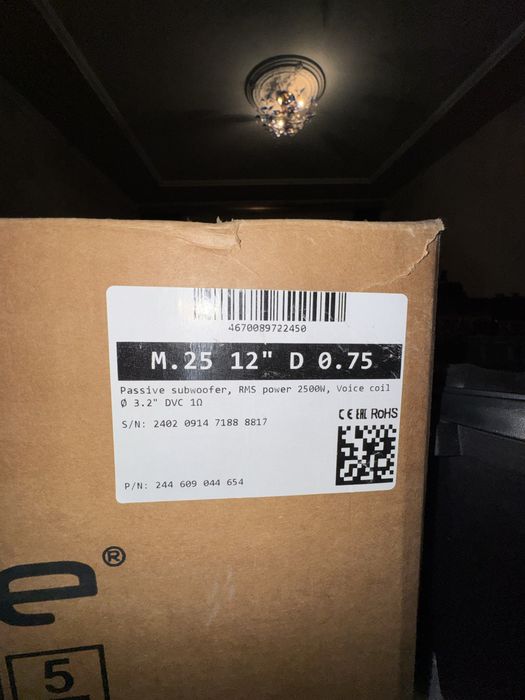 4670089722450
M.25 12" D 0.75
Passive subwoofer, RMS power 2500W, Voice coil
Ø 3.2" DVC 1Ω
CE EAC RoHS
S/N: 2402 0914 7188 8817
P/N: 244 609 044 654
e®
5